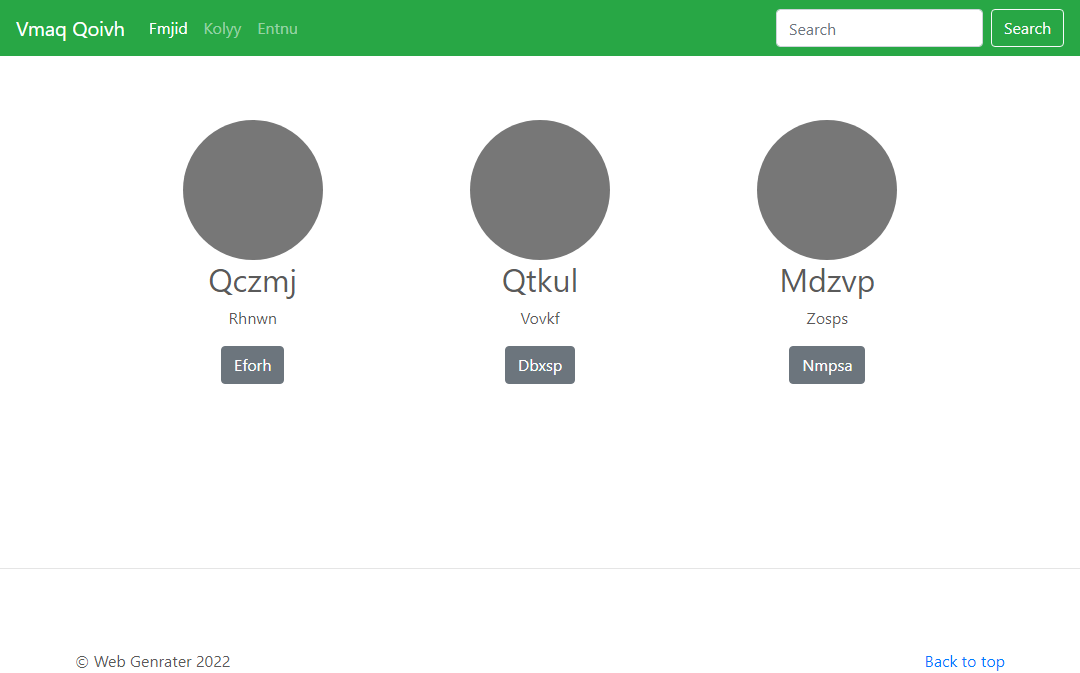 Vmaq Qoivh Fmjid Kolyy Entnu Search Search
Qczmj Qtkul Mdzvp
Rhnwn Vovkf Zosps
Eforh Dbxsp Nmpsa
© Web Genrater 2022 Back to top